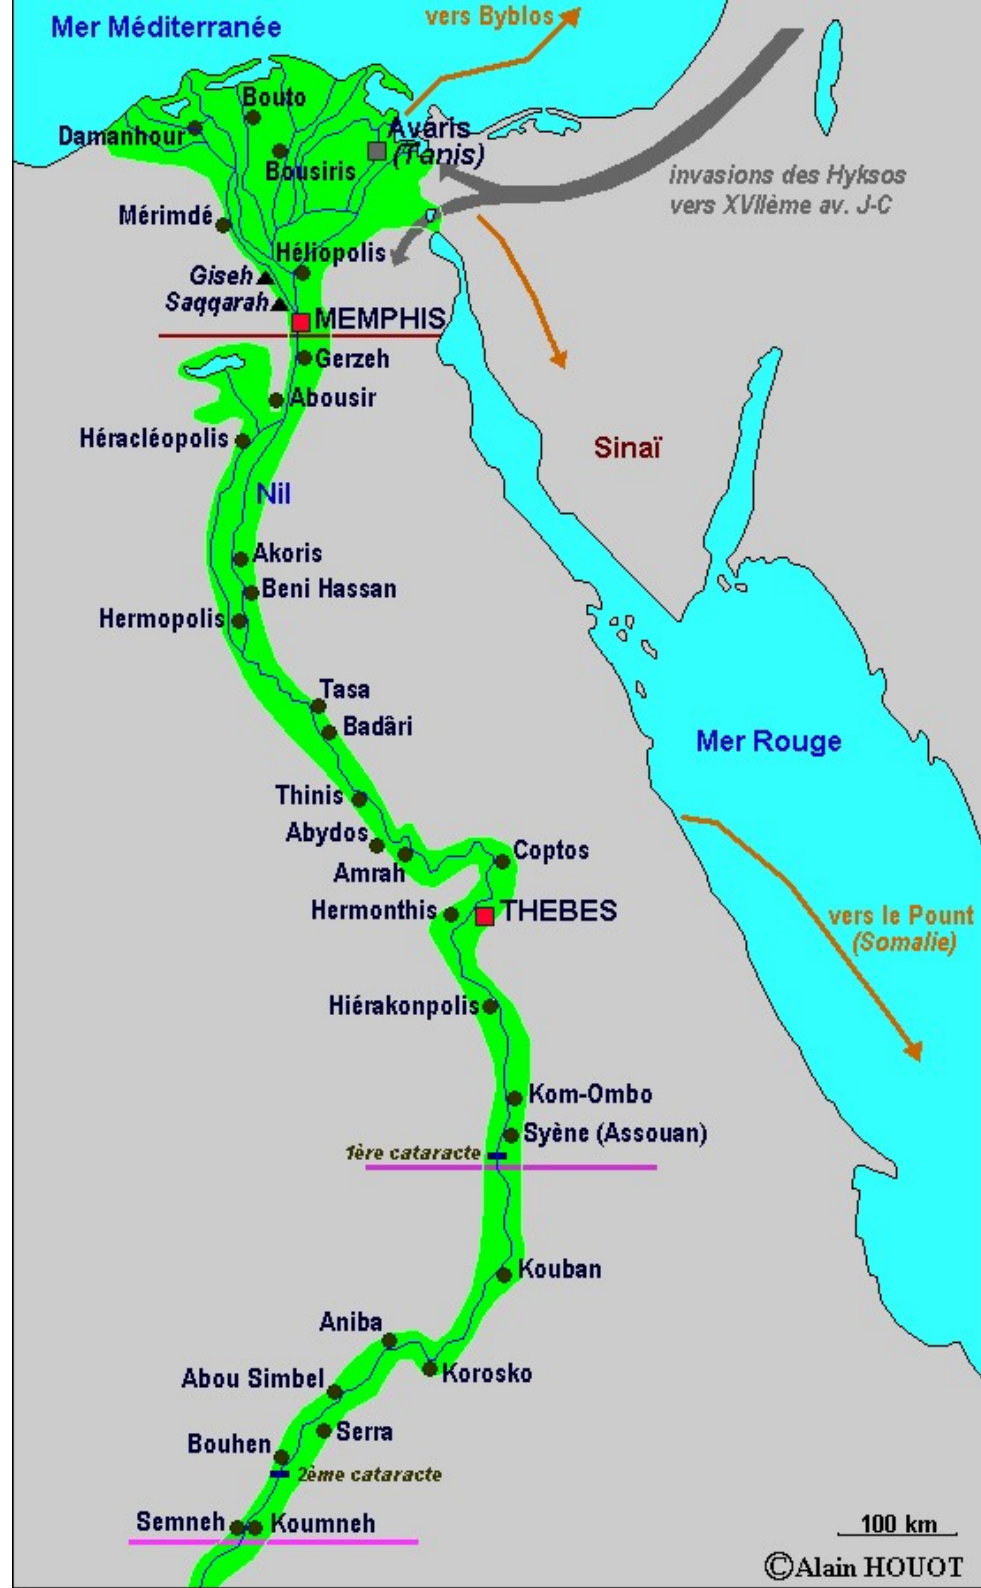 vers Byblos
Mer Méditerranée
Bouto
Damanhour
Avaris
(Tanis)
Bousiris
invasions des Hyksos
vers XVIIème av. J-C
Mérimdé
Héliopolis
Giseh
Saqqarah
MEMPHIS
Gerzeh
Abousir
Héracléopolis
Sinaï
Nil
Akoris
Beni Hassan
Hermopolis
Tasa
Badâri
Mer Rouge
Thinis
Abydos
Coptos
Amrah
Hermonthis
THEBES
vers le Pount
(Somalie)
Hiérakonpolis
Kom-Ombo
Syène (Assouan)
1ère cataracte
Kouban
Aniba
Korosko
Abou Simbel
Serra
Bouhen
2ème cataracte
Semneh
Koumneh
100 km
©Alain HOUOT